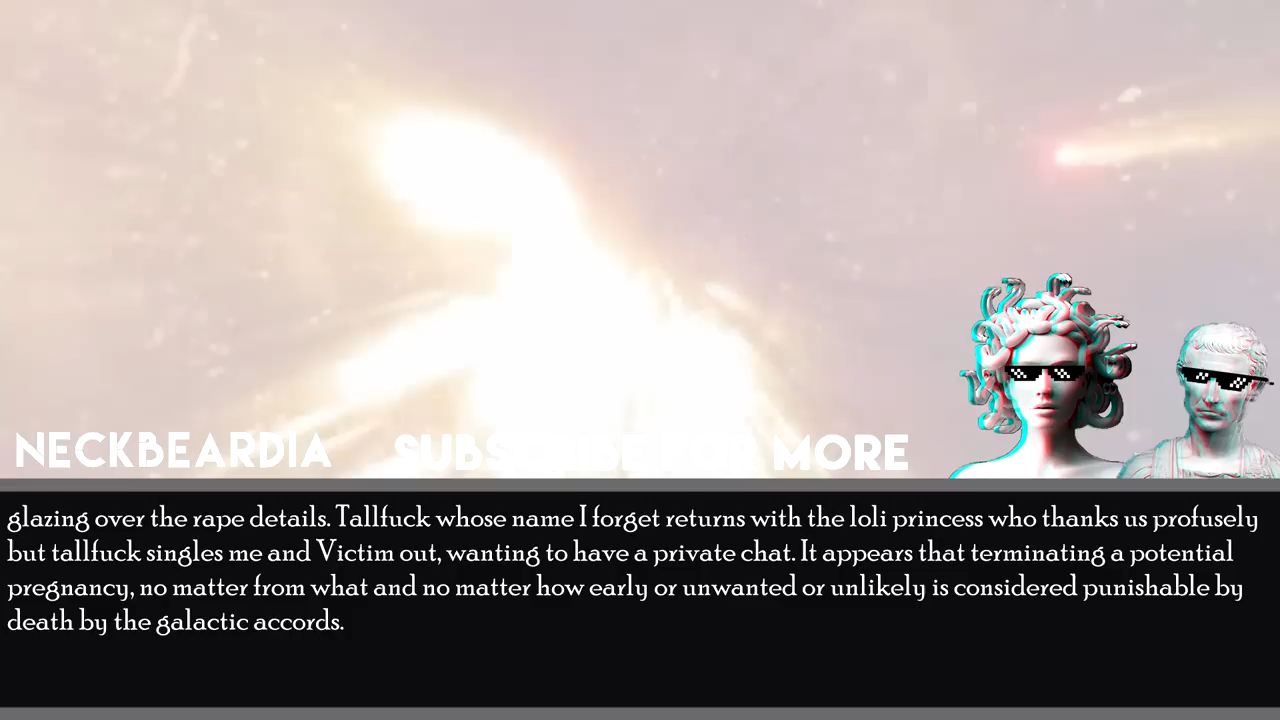 NECKBEARDIA SUBSCRIBE FOR MORE
glazing over the rape details. Tallfuck whose name I forget returns with the loli princess who thanks us profusely
but tallfuck singles me and Victim out, wanting to have a private chat. It appears that terminating a potential
pregnancy, no matter from what and no matter how early or unwanted or unlikely is considered punishable by
death by the galactic accords.